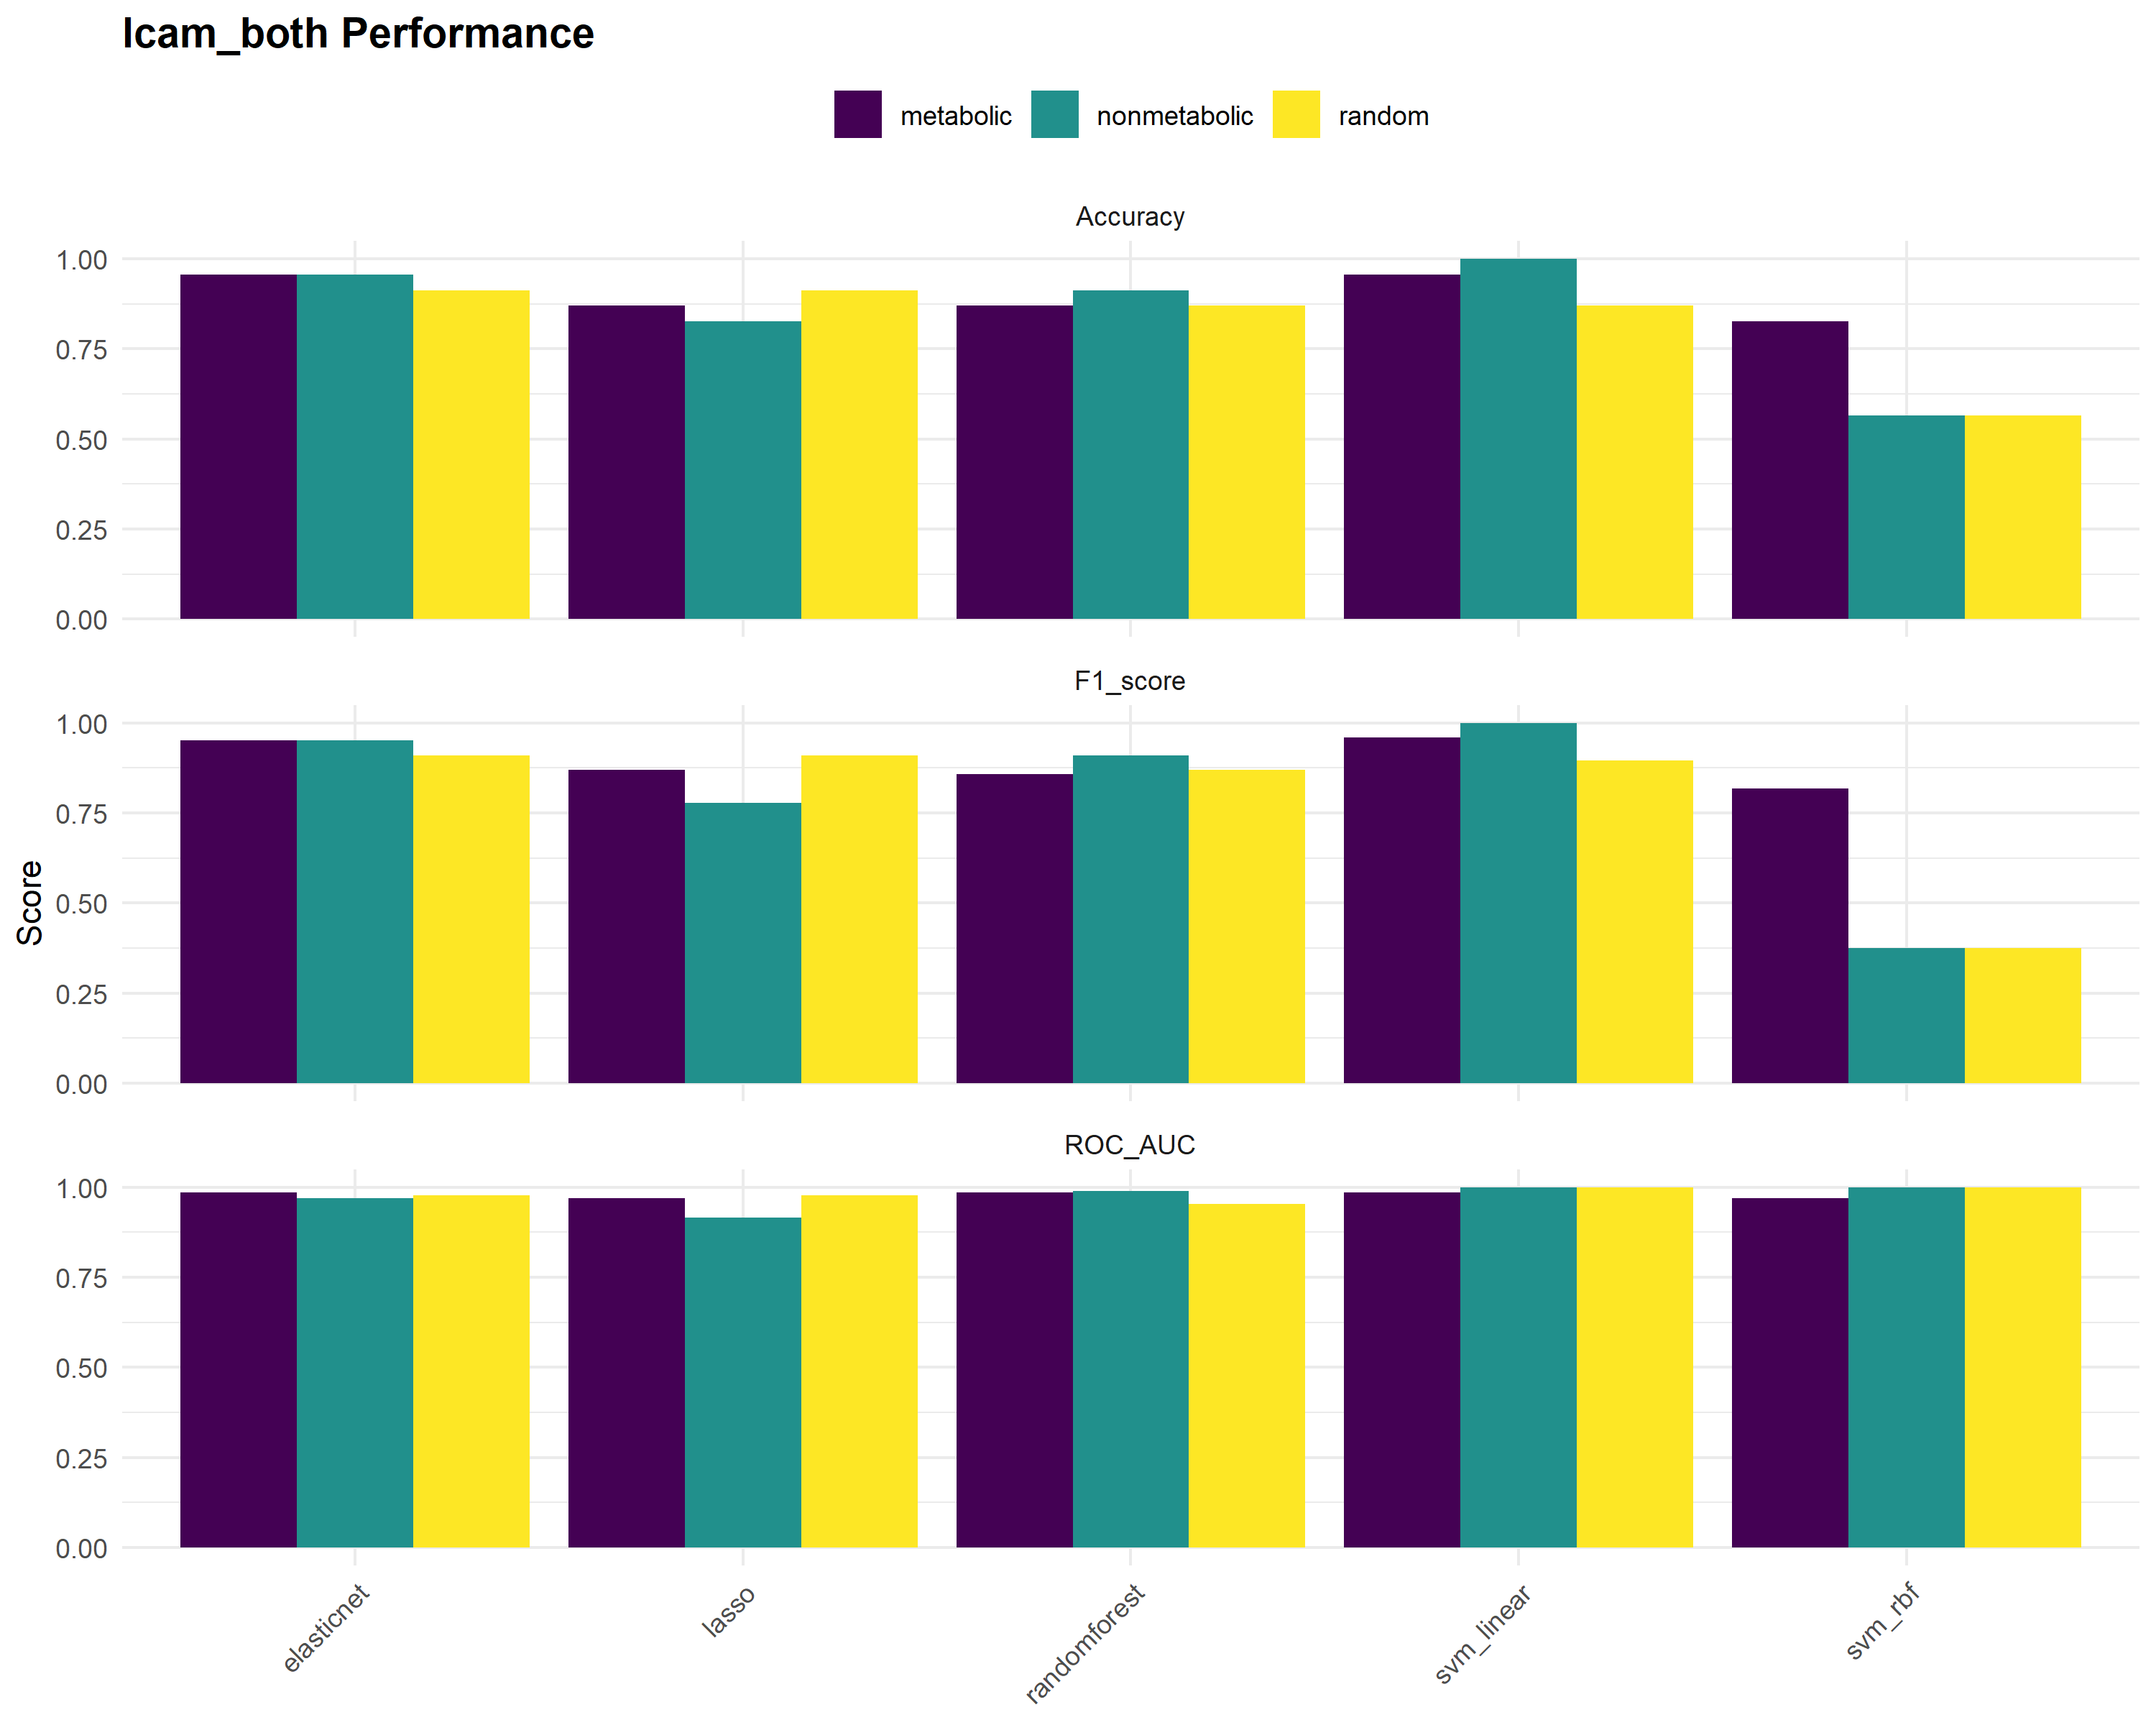 Icam_both Performance
metabolic nonmetabolic random
Accuracy
1.00
0.75
0.50
0.25
0.00
F1_score
1.00
0.75
0.50
0.25
0.00
Score
ROC_AUC
1.00
0.75
0.50
0.25
0.00
elasticnet lasso randomforest svm_linear svm_rbf